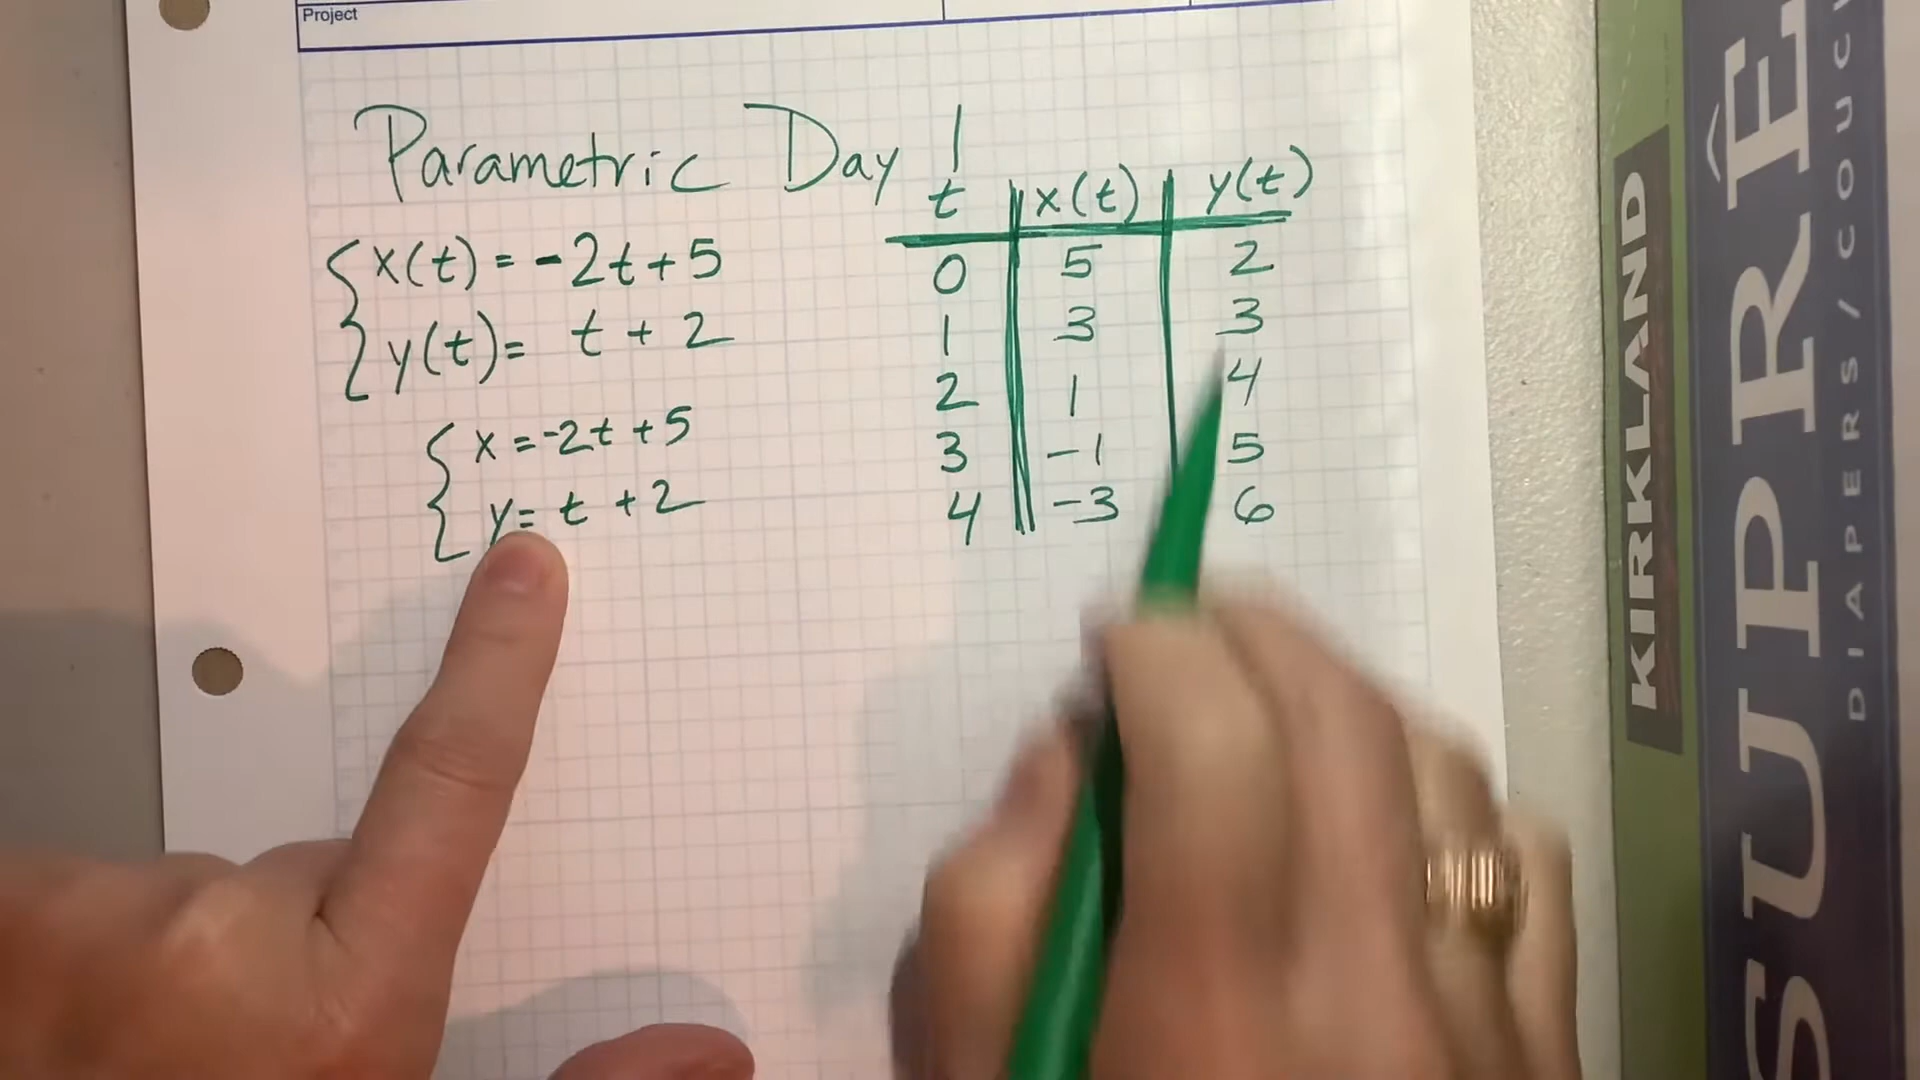 Project
Parametric Day 1
{ x(t) = -2t+5
y(t) = t + 2
{ x = -2t +5
y = t +2
t x(t) y(t)
0 5 2
1 3 3
2 1 4
3 -1 5
4 -3 6
KIRKLAND
SUPRÊ
DIAPERS/COUC